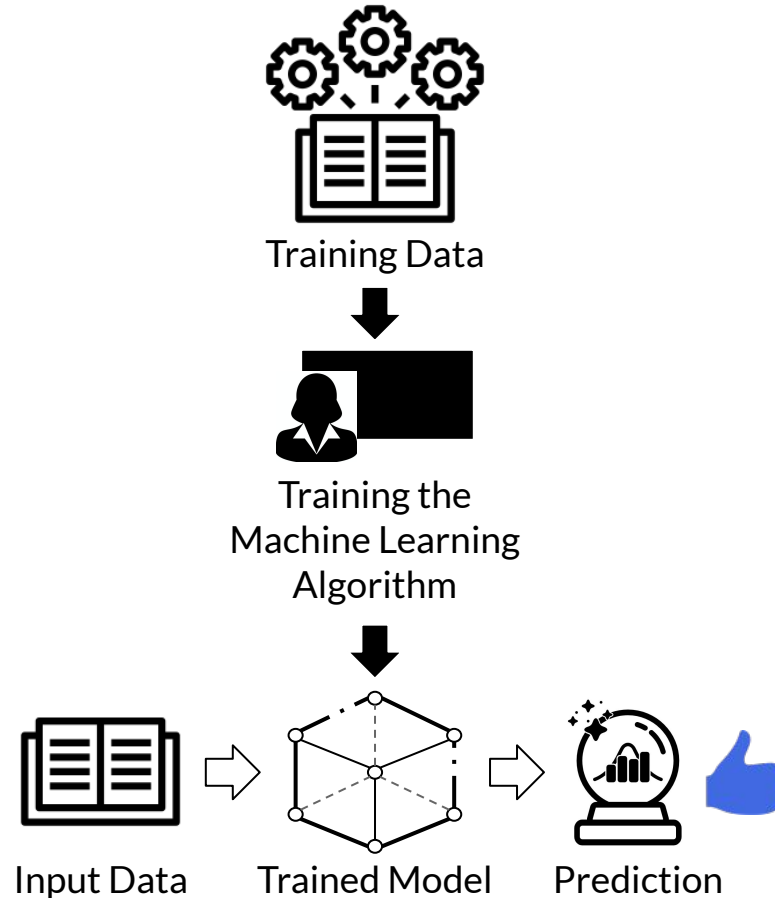 Training Data
Training the
Machine Learning
Algorithm
Input Data
Trained Model
Prediction